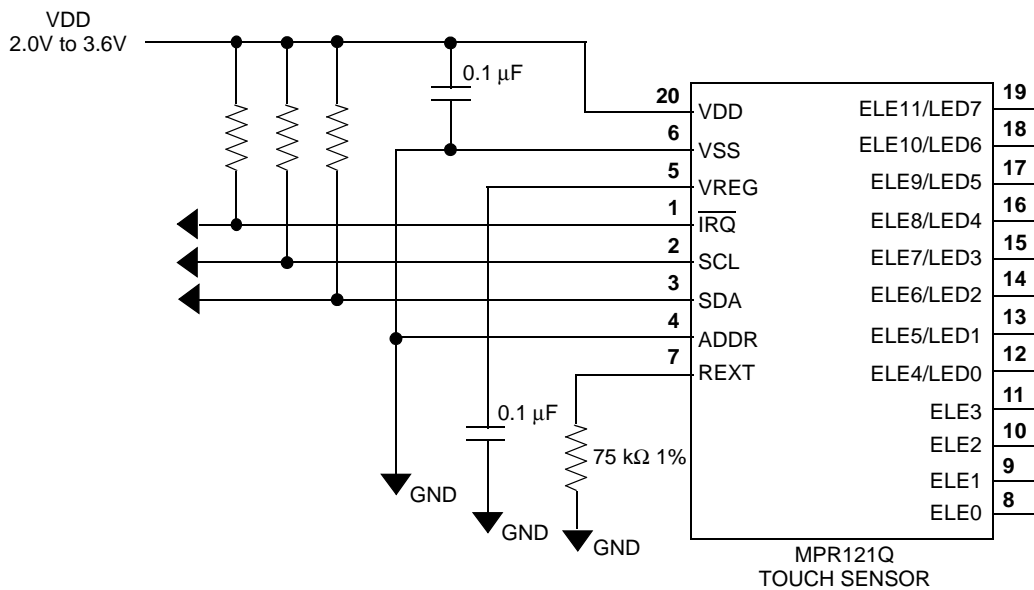 VDD
2.0V to 3.6V
0.1 μF
20
VDD
6
VSS
5
VREG
1
IRQ
2
SCL
3
SDA
4
ADDR
7
REXT
0.1 μF
75 kΩ 1%
GND
GND
GND
ELE11/LED7
19
ELE10/LED6
18
ELE9/LED5
17
ELE8/LED4
16
ELE7/LED3
15
ELE6/LED2
14
ELE5/LED1
13
ELE4/LED0
12
ELE3
11
ELE2
10
ELE1
9
ELE0
8
MPR121Q
TOUCH SENSOR